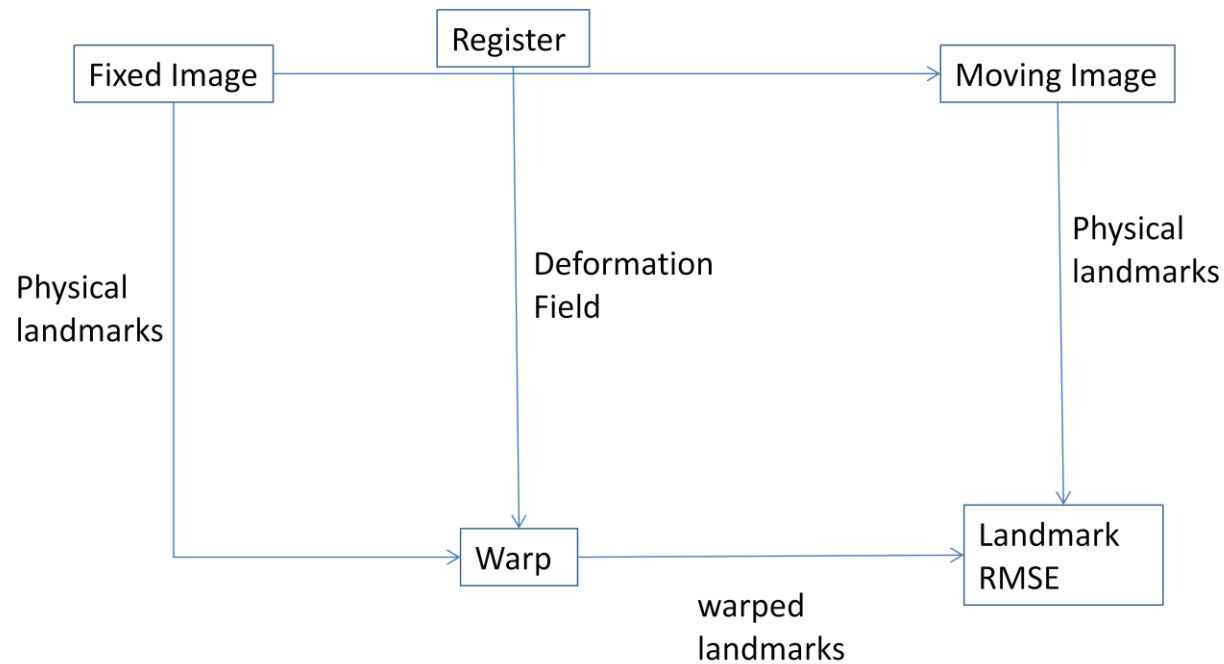 Register
Fixed Image
Moving Image
Physical
landmarks
Deformation
Field
Physical
landmarks
Warp
Landmark
RMSE
warped
landmarks